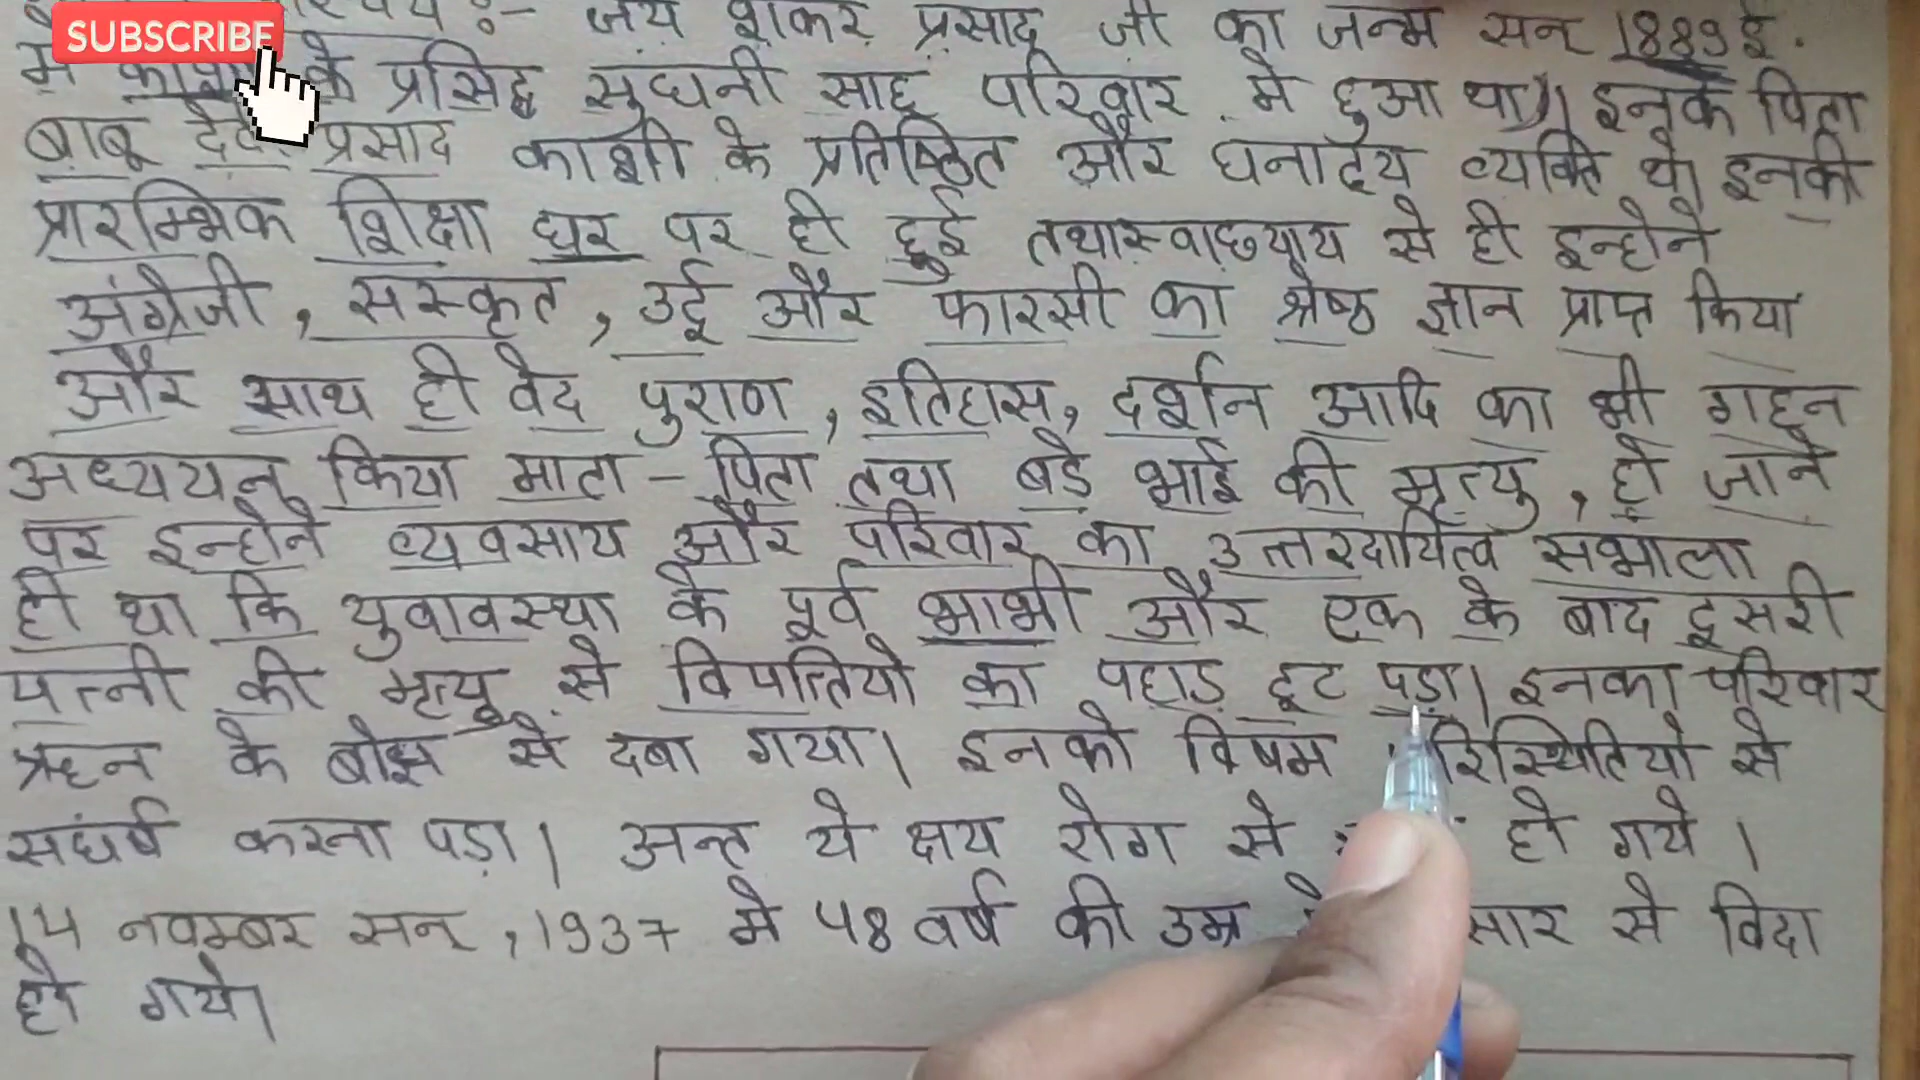 SUBSCRIBE
जय शंकर प्रसाद जी का जन्म सन् 1889 ई.
में के प्रसिद्ध सुंघनी साहू परिवार में हुआ था। इनके पिता
बाबू प्रसाद काशी के प्रतिष्ठित और घनाढ्य व्यक्ति थे। इनकी
प्रारम्भिक शिक्षा घर पर ही हुई तथा स्वाध्याय से ही इन्होने
अंग्रेजी, संस्कृत, उर्दू और फारसी का श्रेष्ठ ज्ञान प्राप्त किया
और साथ ही वेद पुराण, इतिहास, दर्शन आदि का भी गहन
अध्ययन किया माता - पिता तथा बड़े भाई की मृत्यु, हो जाने
पर इन्होने व्यवसाय और परिवार का उत्तरदायित्व संभाला
ही था कि युवावस्था के पूर्व भाभी और एक के बाद दूसरी
पत्नी की मृत्यु से विपत्तियो का पहाड़ टूट पड़ा। इनका परिवार
के बोझ से दबा गया। इनको विषम रिस्थितियो से
संघर्ष करना पड़ा। अन्त ये क्षय रोग से हो गये।
14 नवम्बर सन्, 1937 मे 48 वर्ष की उम्र सार से विदा
हो गये।